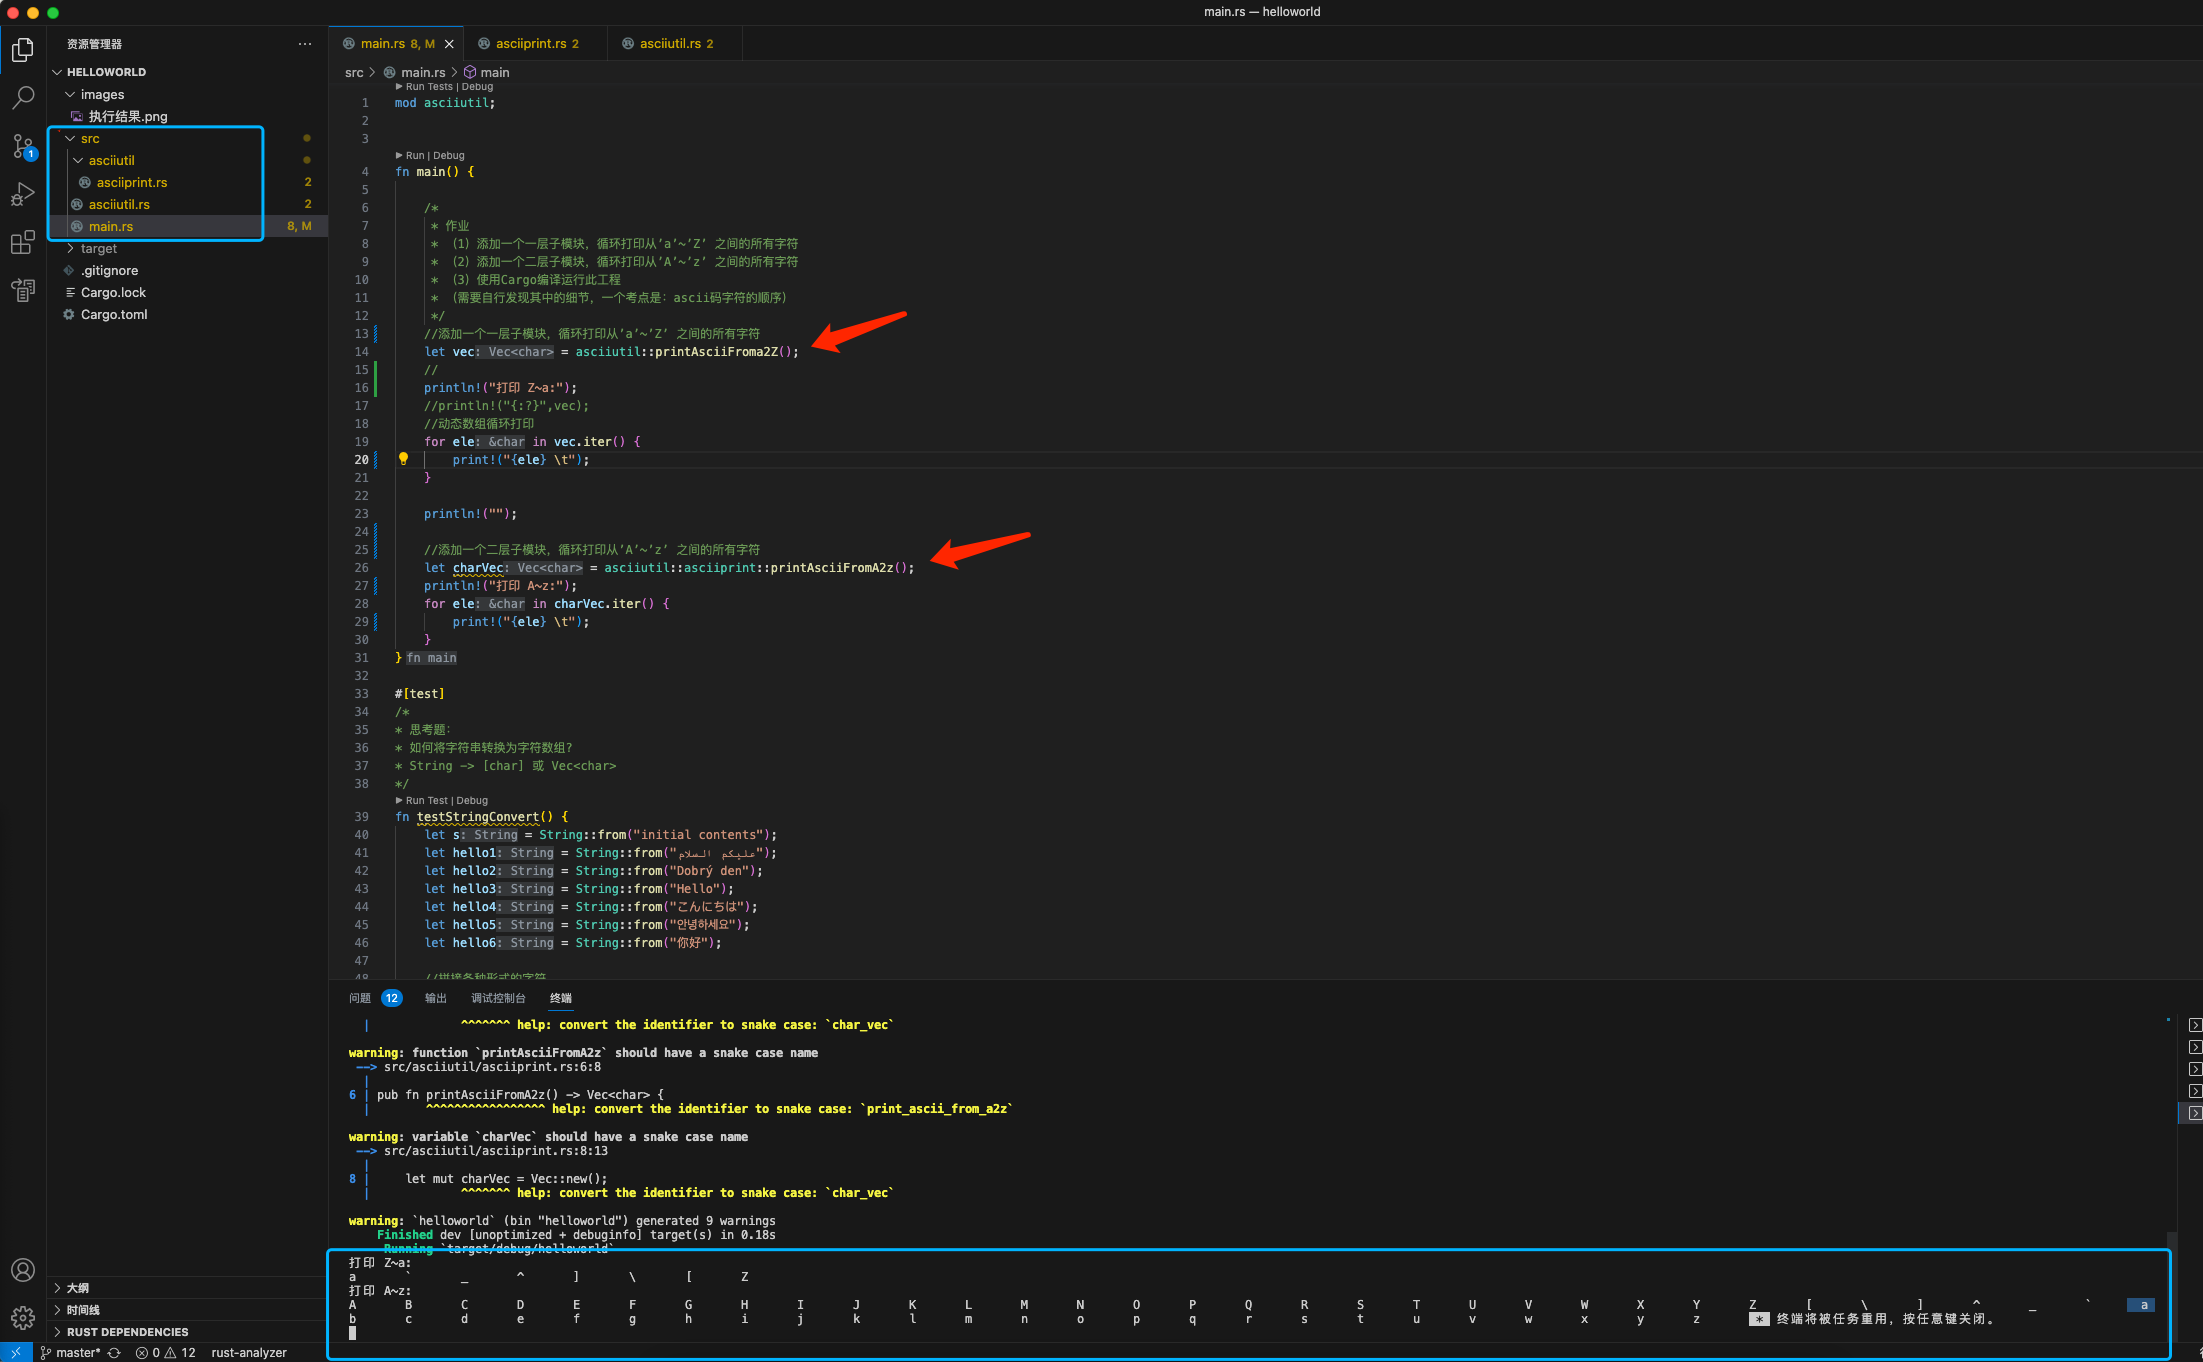 main.rs — helloworld
资源管理器
HELLOWORLD
images
执行结果.png
src
asciiutil
asciiprint.rs 2
asciiutil.rs 2
main.rs 8, M
target
.gitignore
Cargo.lock
Cargo.toml
大纲
时间线
RUST DEPENDENCIES
main.rs 8, M asciiprint.rs 2 asciiutil.rs 2
src > main.rs > main
Run Tests | Debug
1 mod asciiutil;
2
3
Run | Debug
4 fn main() {
5
6 /*
7 * 作业
8 * （1）添加一个一层子模块，循环打印从‘a’~’Z’ 之间的所有字符
9 * （2）添加一个二层子模块，循环打印从‘A’~’z’ 之间的所有字符
10 * （3）使用Cargo编译运行此工程
11 * （需要自行发现其中的细节，一个考点是：ascii码字符的顺序）
12 */
13 //添加一个一层子模块，循环打印从‘a’~’Z’ 之间的所有字符
14 let vec: Vec<char> = asciiutil::printAsciiFroma2Z();
15 //
16 println!("打印 Z~a:");
17 //println!("{:?}",vec);
18 //动态数组循环打印
19 for ele: &char in vec.iter() {
20 print!("{ele} \t");
21 }
22
23 println!("");
24
25 //添加一个二层子模块，循环打印从‘A’~’z’ 之间的所有字符
26 let charVec: Vec<char> = asciiutil::asciiprint::printAsciiFromA2z();
27 println!("打印 A~z:");
28 for ele: &char in charVec.iter() {
29 print!("{ele} \t");
30 }
31 } fn main
32
33 #[test]
34 /*
35 * 思考题：
36 * 如何将字符串转换为字符数组?
37 * String -> [char] 或 Vec<char>
38 */
Run Test | Debug
39 fn testStringConvert() {
40 let s: String = String::from("initial contents");
41 let hello1: String = String::from("السلام عليكم");
42 let hello2: String = String::from("Dobrý den");
43 let hello3: String = String::from("Hello");
44 let hello4: String = String::from("こんにちは");
45 let hello5: String = String::from("안녕하세요");
46 let hello6: String = String::from("你好");
47
48 //拼接各种形式的字符
问题 12 输出 调试控制台 终端
| ^^^^^^^ help: convert the identifier to snake case: `char_vec`
warning: function `printAsciiFromA2z` should have a snake case name
--> src/asciiutil/asciiprint.rs:6:8
|
6 | pub fn printAsciiFromA2z() -> Vec<char> {
| ^^^^^^^^^^^^^^^^^ help: convert the identifier to snake case: `print_ascii_from_a2z`
warning: variable `charVec` should have a snake case name
--> src/asciiutil/asciiprint.rs:8:13
|
8 | let mut charVec = Vec::new();
| ^^^^^^^ help: convert the identifier to snake case: `char_vec`
warning: `helloworld` (bin "helloworld") generated 9 warnings
Finished dev [unoptimized + debuginfo] target(s) in 0.18s
Running `target/debug/helloworld`
打印 Z~a:
a ` _ ^ ] \ [ Z
打印 A~z:
A B C D E F G H I J K L M N O P Q R S T U V W X Y Z [ \ ] ^ _ ` a
b c d e f g h i j k l m n o p q r s t u v w x y z * 终端将被任务重用，按任意键关闭。
1
master* 0 12 rust-analyzer